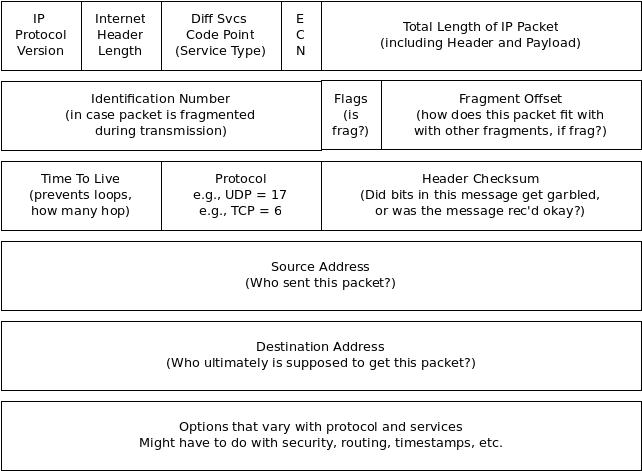 IP
Protocol
Version
Internet
Header
Length
Diff Svcs
Code Point
(Service Type)
E
C
N
Total Length of IP Packet
(including Header and Payload)
Identification Number
(in case packet is fragmented
during transmission)
Flags
(is
frag?)
Fragment Offset
(how does this packet fit with
with other fragments, if frag?)
Time To Live
(prevents loops,
how many hop)
Protocol
e.g., UDP = 17
e.g., TCP = 6
Header Checksum
(Did bits in this message get garbled,
or was the message rec'd okay?)
Source Address
(Who sent this packet?)
Destination Address
(Who ultimately is supposed to get this packet?)
Options that vary with protocol and services
Might have to do with security, routing, timestamps, etc.